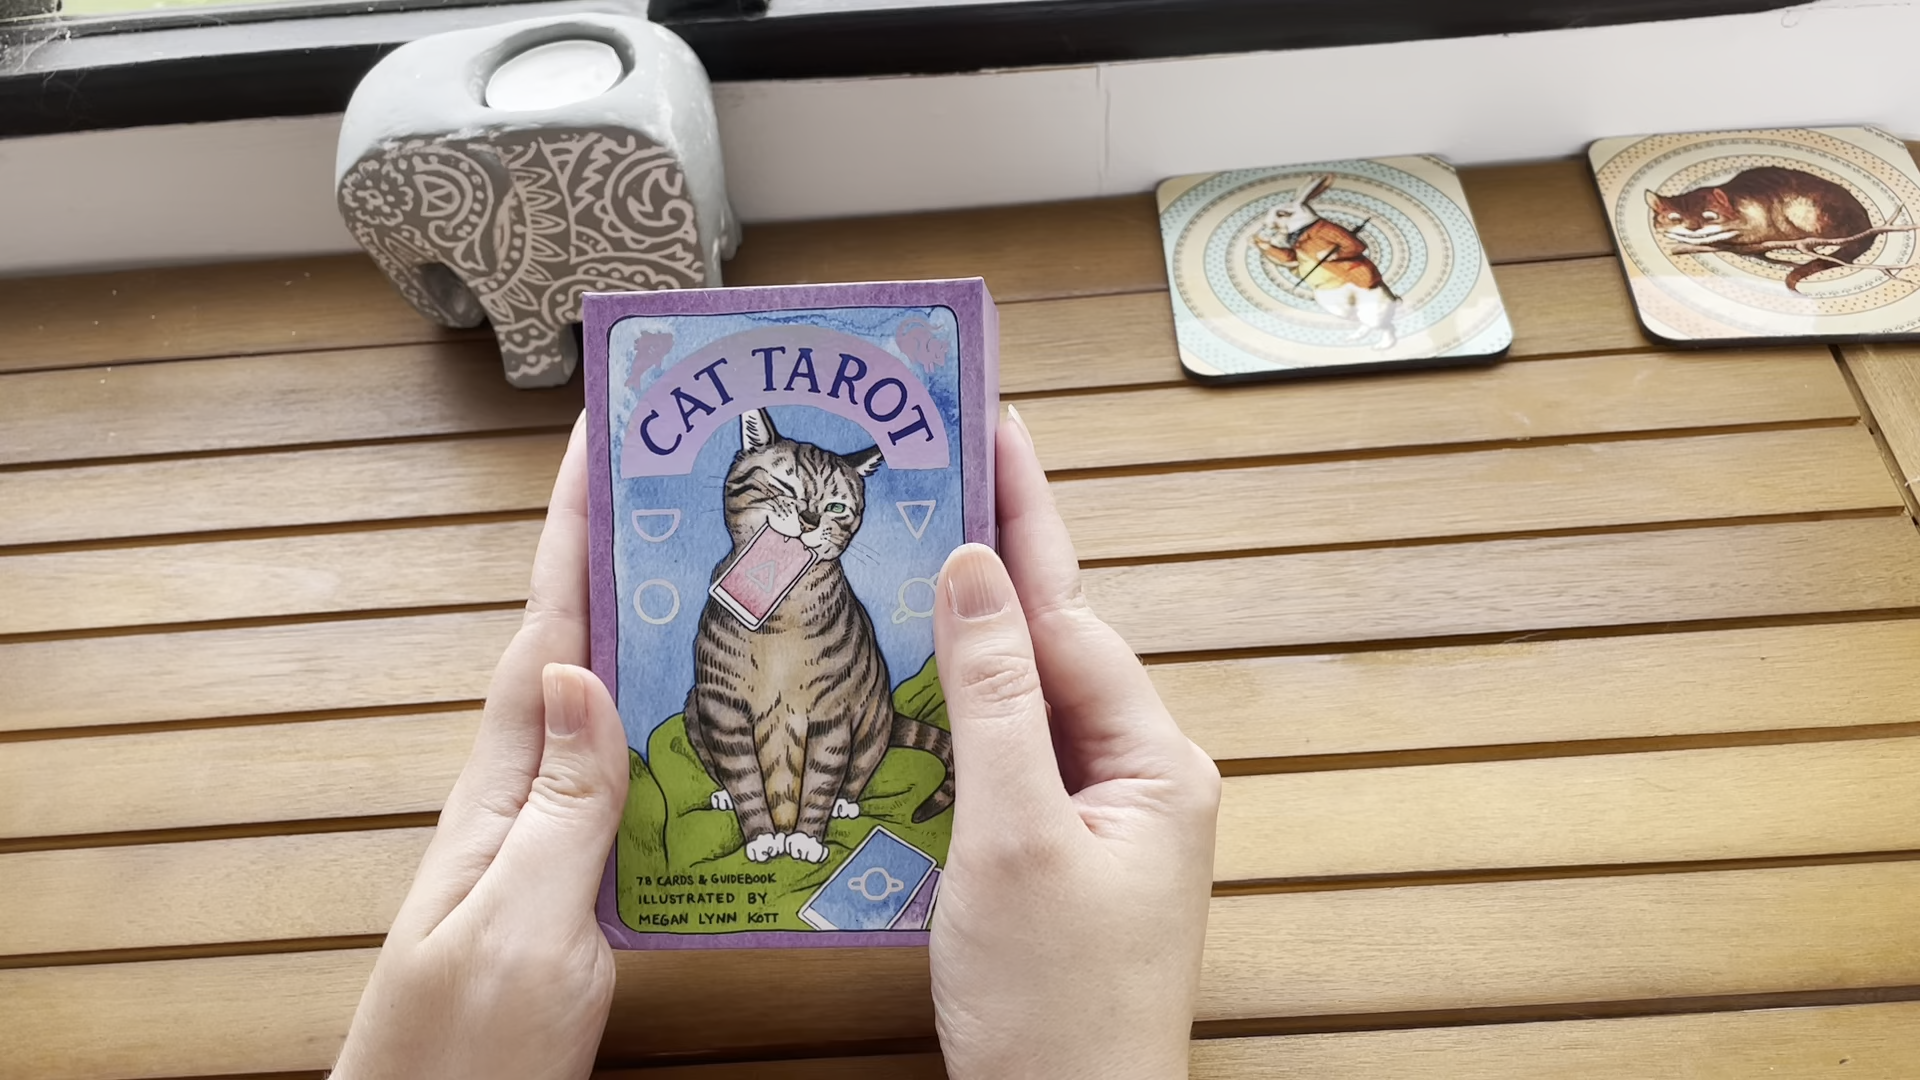 CAT TAROT
78 CARDS & GUIDEBOOK
ILLUSTRATED BY
MEGAN LYNN KOTT